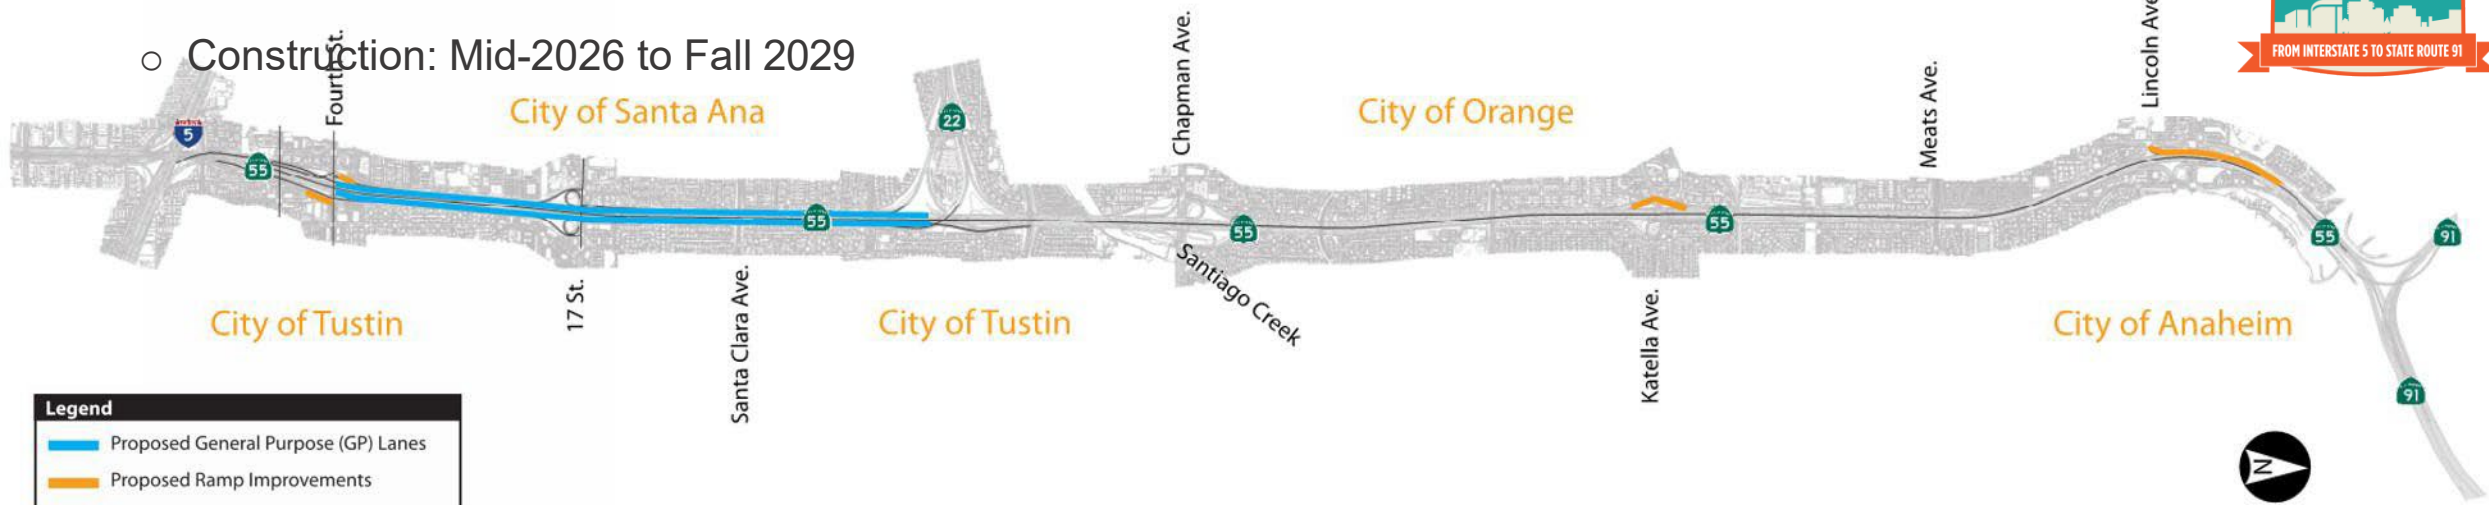 ○ Construction: Mid-2026 to Fall 2029
FROM INTERSTATE 5 TO STATE ROUTE 91
Fourth St.
City of Santa Ana
Chapman Ave.
City of Orange
Meats Ave.
Lincoln Ave
5
55
22
55
55
55
55
91
City of Tustin
17 St.
Santa Clara Ave.
City of Tustin
Santiago Creek
Katella Ave.
City of Anaheim
91
Legend
Proposed General Purpose (GP) Lanes
Proposed Ramp Improvements
N